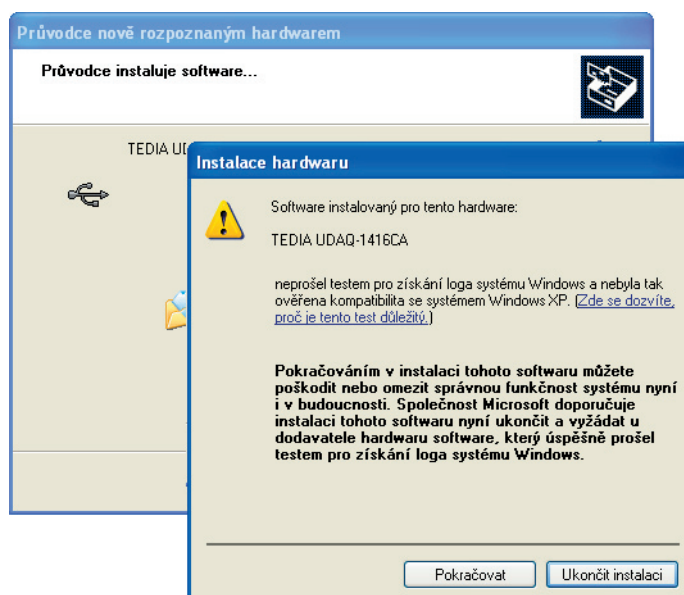 Průvodce nově rozpoznaným hardwarem
Průvodce instaluje software...
TEDIA
Instalace hardwaru
Software instalovaný pro tento hardware:
TEDIA UDAQ-1416CA
neprošel testem pro získání loga systému Windows a nebyla tak
ověřena kompatibilita se systémem Windows XP. (Zde se dozvíte,
proč je tento test důležitý.)
Pokračováním v instalaci tohoto softwaru můžete
poškodit nebo omezit správnou funkčnost systému nyní
i v budoucnosti. Společnost Microsoft doporučuje
instalaci tohoto softwaru nyní ukončit a vyžádat u
dodavatele hardwaru software, který úspěšně prošel
testem pro získání loga systému Windows.
Pokračovat
Ukončit instalaci